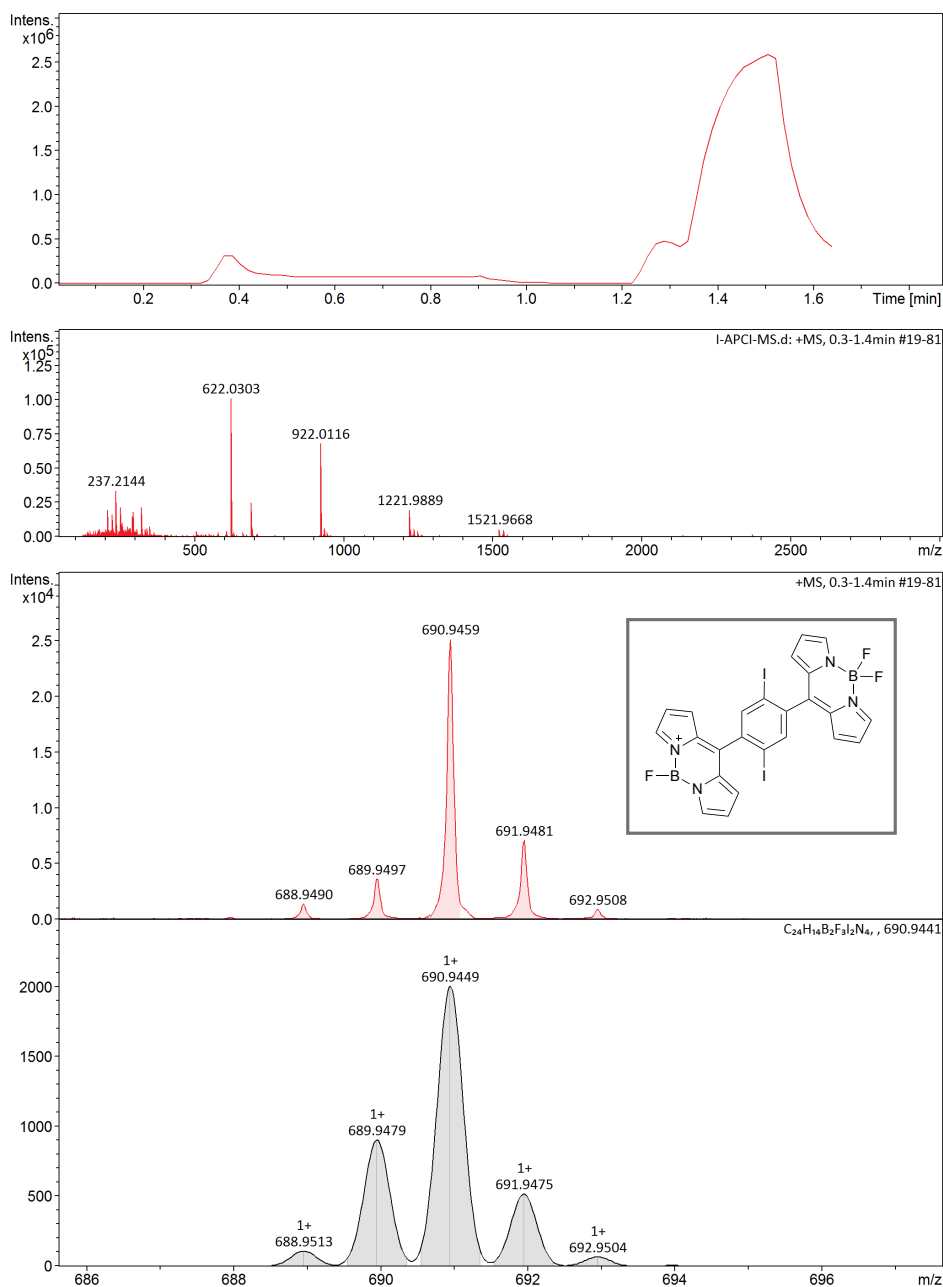 Intens.
x10⁶
2.5
2.0
1.5
1.0
0.5
0.0
0.2 0.4 0.6 0.8 1.0 1.2 1.4 1.6 Time [min]
Intens.
x10⁵
I-APCI-MS.d: +MS, 0.3-1.4min #19-81
1.25
1.00
0.75
0.50
0.25
0.00
237.2144
622.0303
922.0116
1221.9889
1521.9668
500 1000 1500 2000 2500 m/z
Intens.
x10⁴
+MS, 0.3-1.4min #19-81
2.5
2.0
1.5
1.0
0.5
0.0
688.9490
689.9497
690.9459
691.9481
692.9508
F
N B F
I N
N +
F B N I
C₂₄H₁₄B₂F₃I₂N₄, , 690.9441
2000
1500
1000
500
0
1+
688.9513
1+
689.9479
1+
690.9449
1+
691.9475
1+
692.9504
686 688 690 692 694 696 m/z